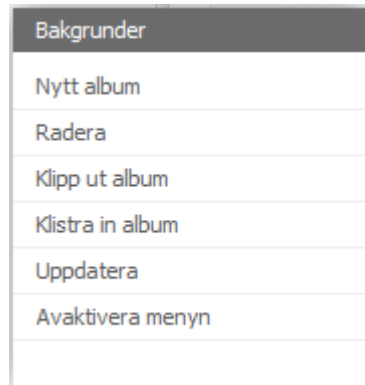 Bakgrunder
Nytt album
Radera
Klipp ut album
Klistra in album
Uppdatera
Avaktivera menyn